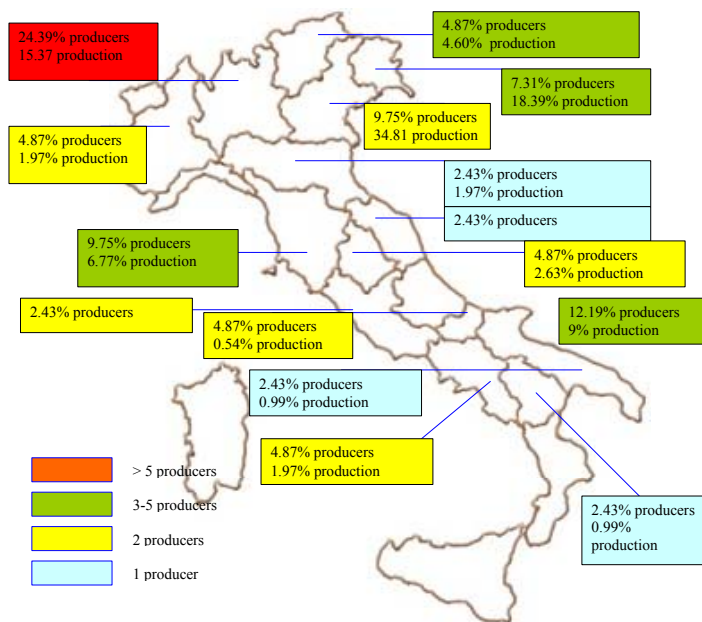 24.39% producers
15.37 production
4.87% producers
4.60% production
7.31% producers
18.39% production
9.75% producers
34.81 production
4.87% producers
1.97% production
2.43% producers
1.97% production
2.43% producers
9.75% producers
6.77% production
4.87% producers
2.63% production
2.43% producers
4.87% producers
0.54% production
12.19% producers
9% production
2.43% producers
0.99% production
4.87% producers
1.97% production
2.43% producers
0.99%
production
> 5 producers
3-5 producers
2 producers
1 producer